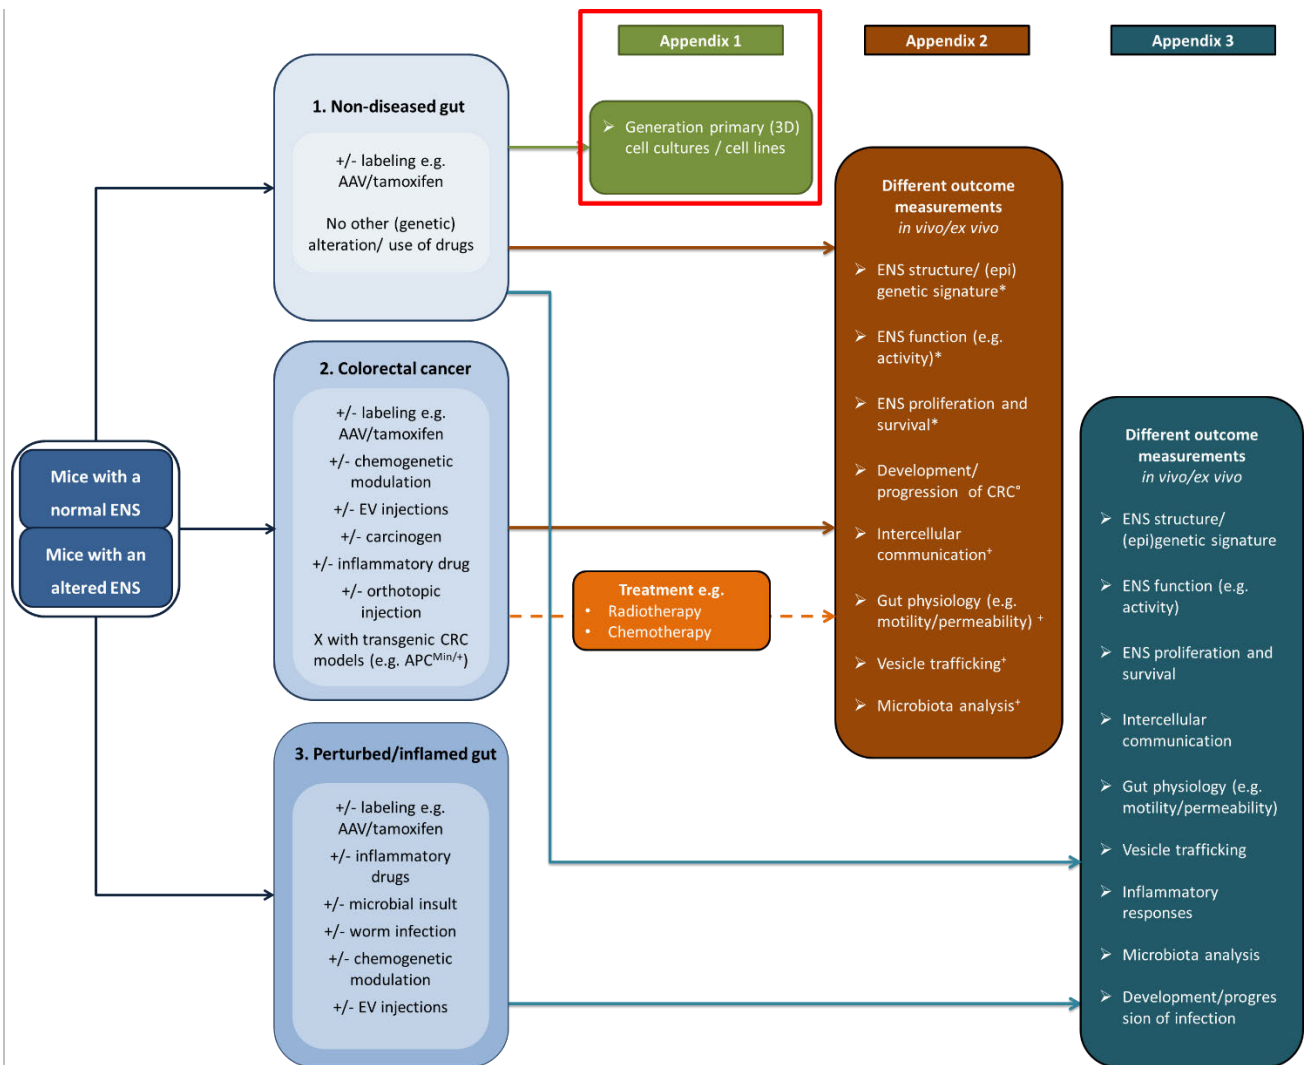 Appendix 1
Appendix 2
Appendix 3
1. Non-diseased gut
+/- labeling e.g.
AAV/tamoxifen
No other (genetic)
alteration/ use of drugs
➢ Generation primary (3D)
cell cultures / cell lines
2. Colorectal cancer
+/- labeling e.g.
AAV/tamoxifen
+/- chemogenetic
modulation
+/- EV injections
+/- carcinogen
+/- inflammatory drug
+/- orthotopic
injection
X with transgenic CRC
models (e.g. APCMin/+)
Mice with a
normal ENS
Mice with an
altered ENS
Treatment e.g.
• Radiotherapy
• Chemotherapy
3. Perturbed/inflamed gut
+/- labeling e.g.
AAV/tamoxifen
+/- inflammatory
drugs
+/- microbial insult
+/- worm infection
+/- chemogenetic
modulation
+/- EV injections
Different outcome
measurements
in vivo/ex vivo
➢ ENS structure/ (epi)
genetic signature*
➢ ENS function (e.g.
activity)*
➢ ENS proliferation and
survival*
➢ Development/
progression of CRC°
➢ Intercellular
communication⁺
➢ Gut physiology (e.g.
motility/permeability) ⁺
➢ Vesicle trafficking⁺
➢ Microbiota analysis⁺
Different outcome
measurements
in vivo/ex vivo
➢ ENS structure/
(epi)genetic signature
➢ ENS function (e.g.
activity)
➢ ENS proliferation and
survival
➢ Intercellular
communication
➢ Gut physiology (e.g.
motility/permeability)
➢ Vesicle trafficking
➢ Inflammatory
responses
➢ Microbiota analysis
➢ Development/progres
sion of infection